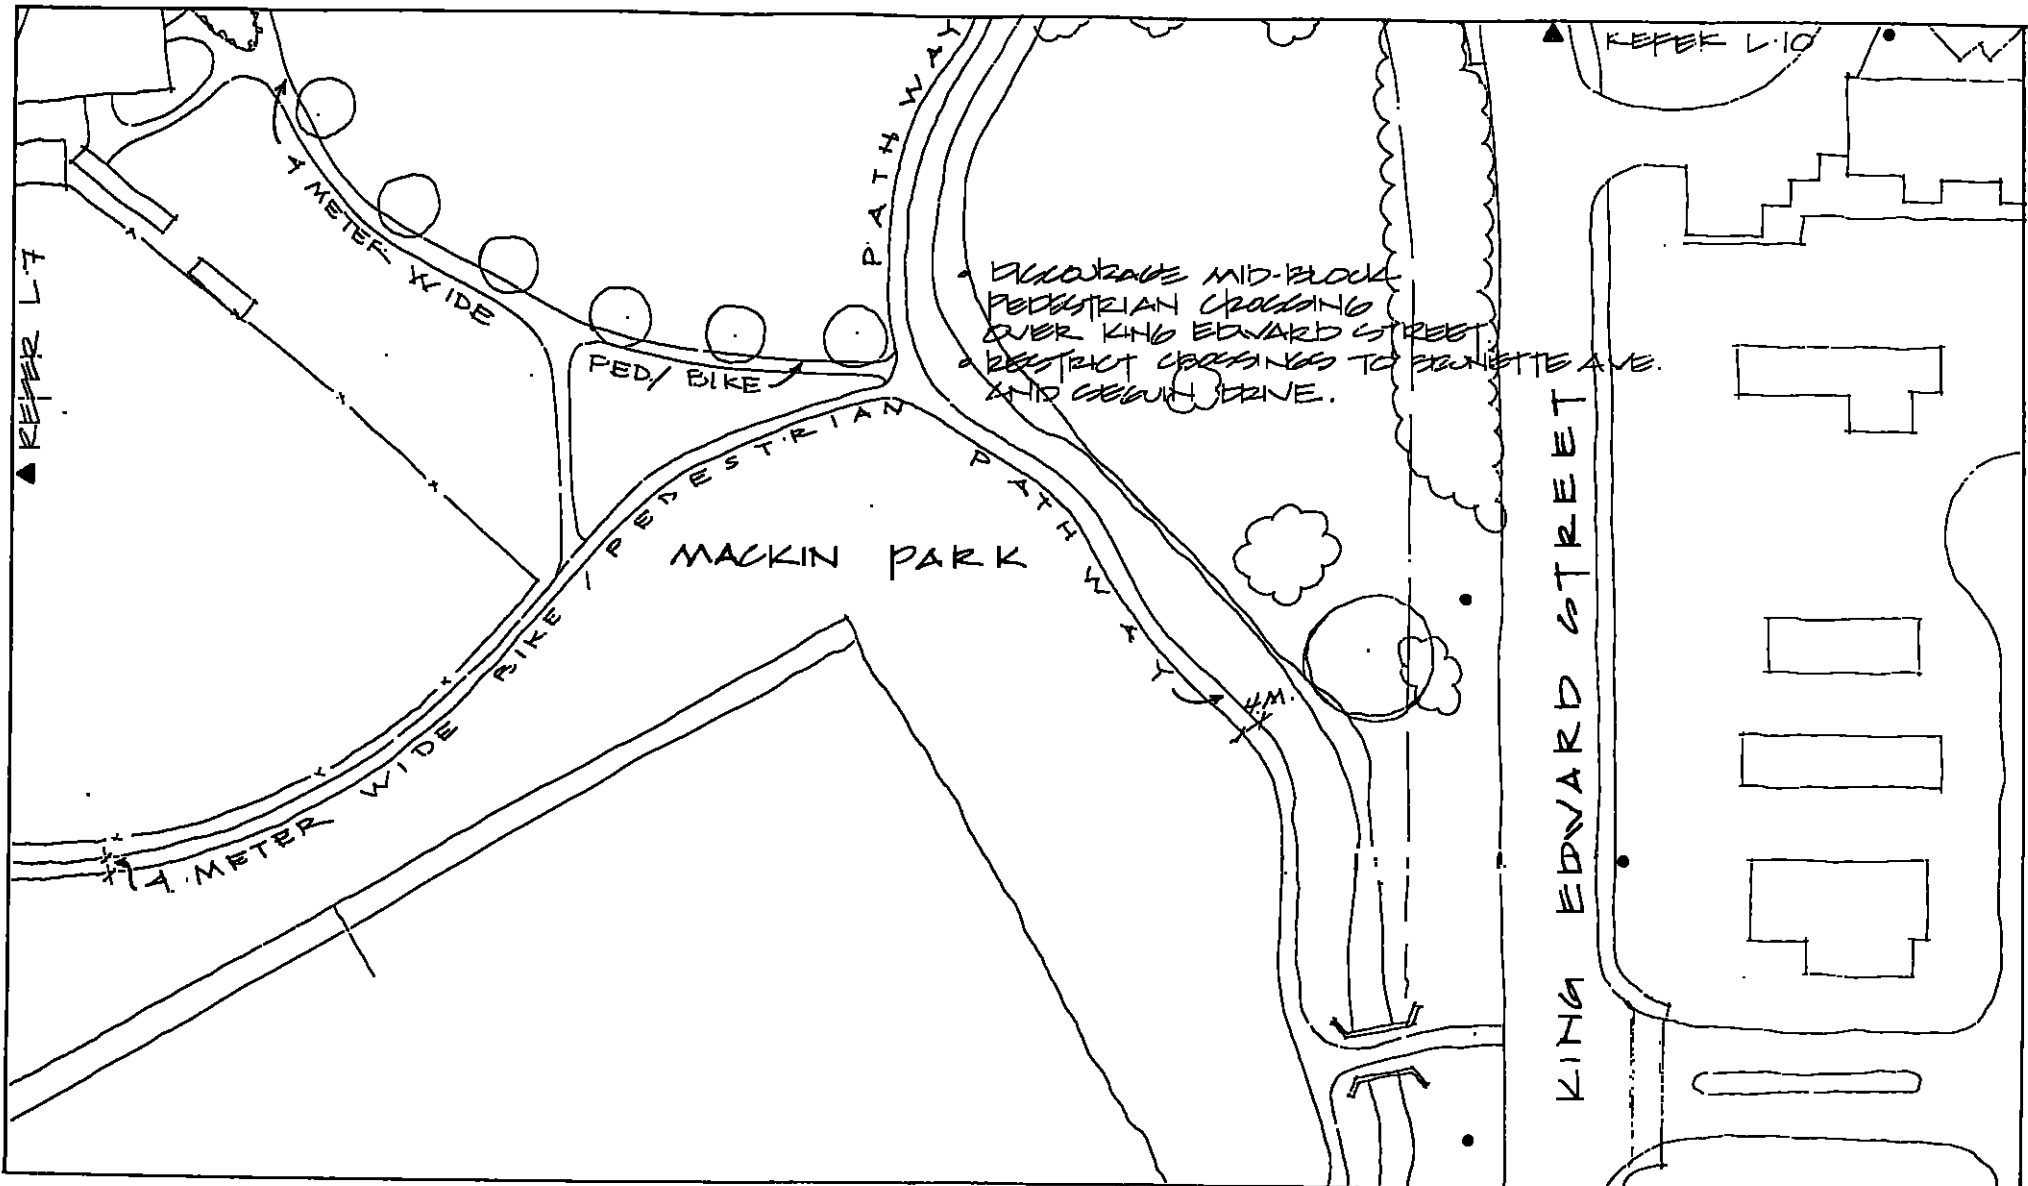 REFER L·10
REFER L·7
4 METER WIDE
PED./ BIKE
PATHWAY
• DISCOURAGE MID-BLOCK
PEDESTRIAN CROSSING
OVER KING EDWARD STREET
• RESTRICT CROSSINGS TO BRUNETTE AVE.
AND SEGUIN DRIVE.
4 METER WIDE BIKE / PEDESTRIAN PATHWAY
4.M.
MACKIN PARK
KING EDWARD STREET